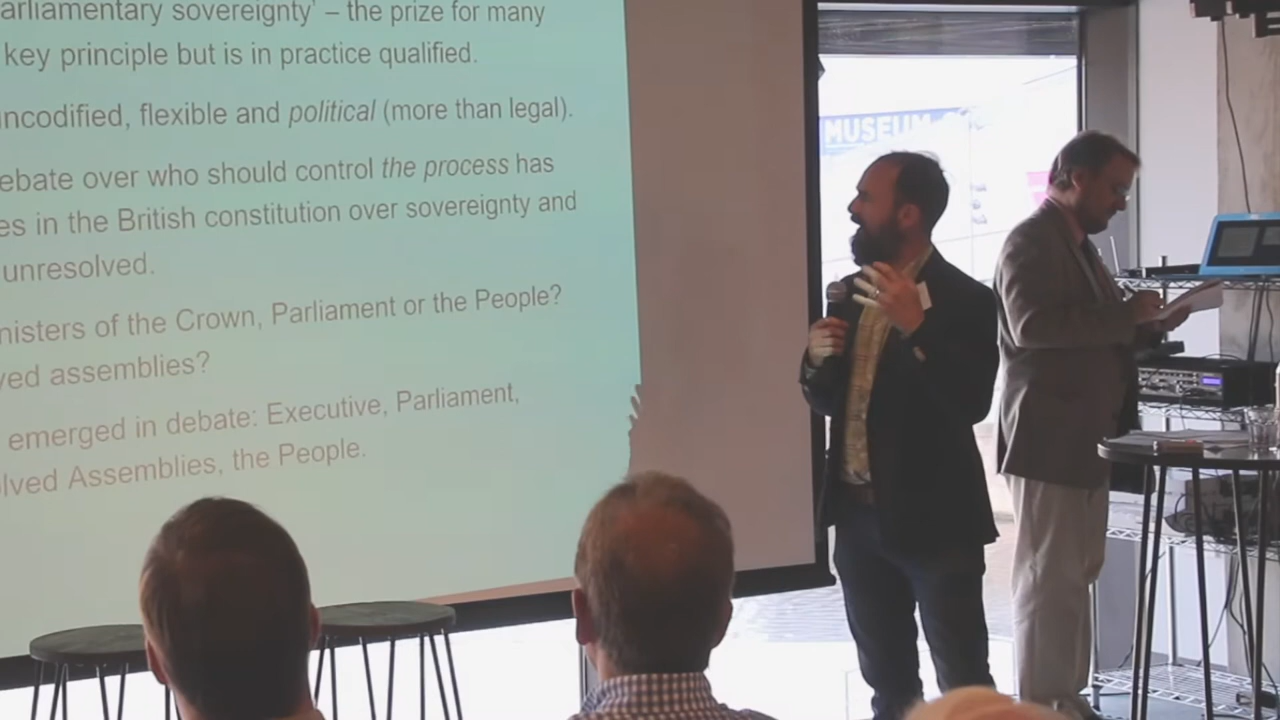 arliamentary sovereignty' – the prize for many
key principle but is in practice qualified.
ncodified, flexible and political (more than legal).
ebate over who should control the process has
es in the British constitution over sovereignty and
unresolved.
nisters of the Crown, Parliament or the People?
ved assemblies?
emerged in debate: Executive, Parliament,
lved Assemblies, the People.
MUSEUM